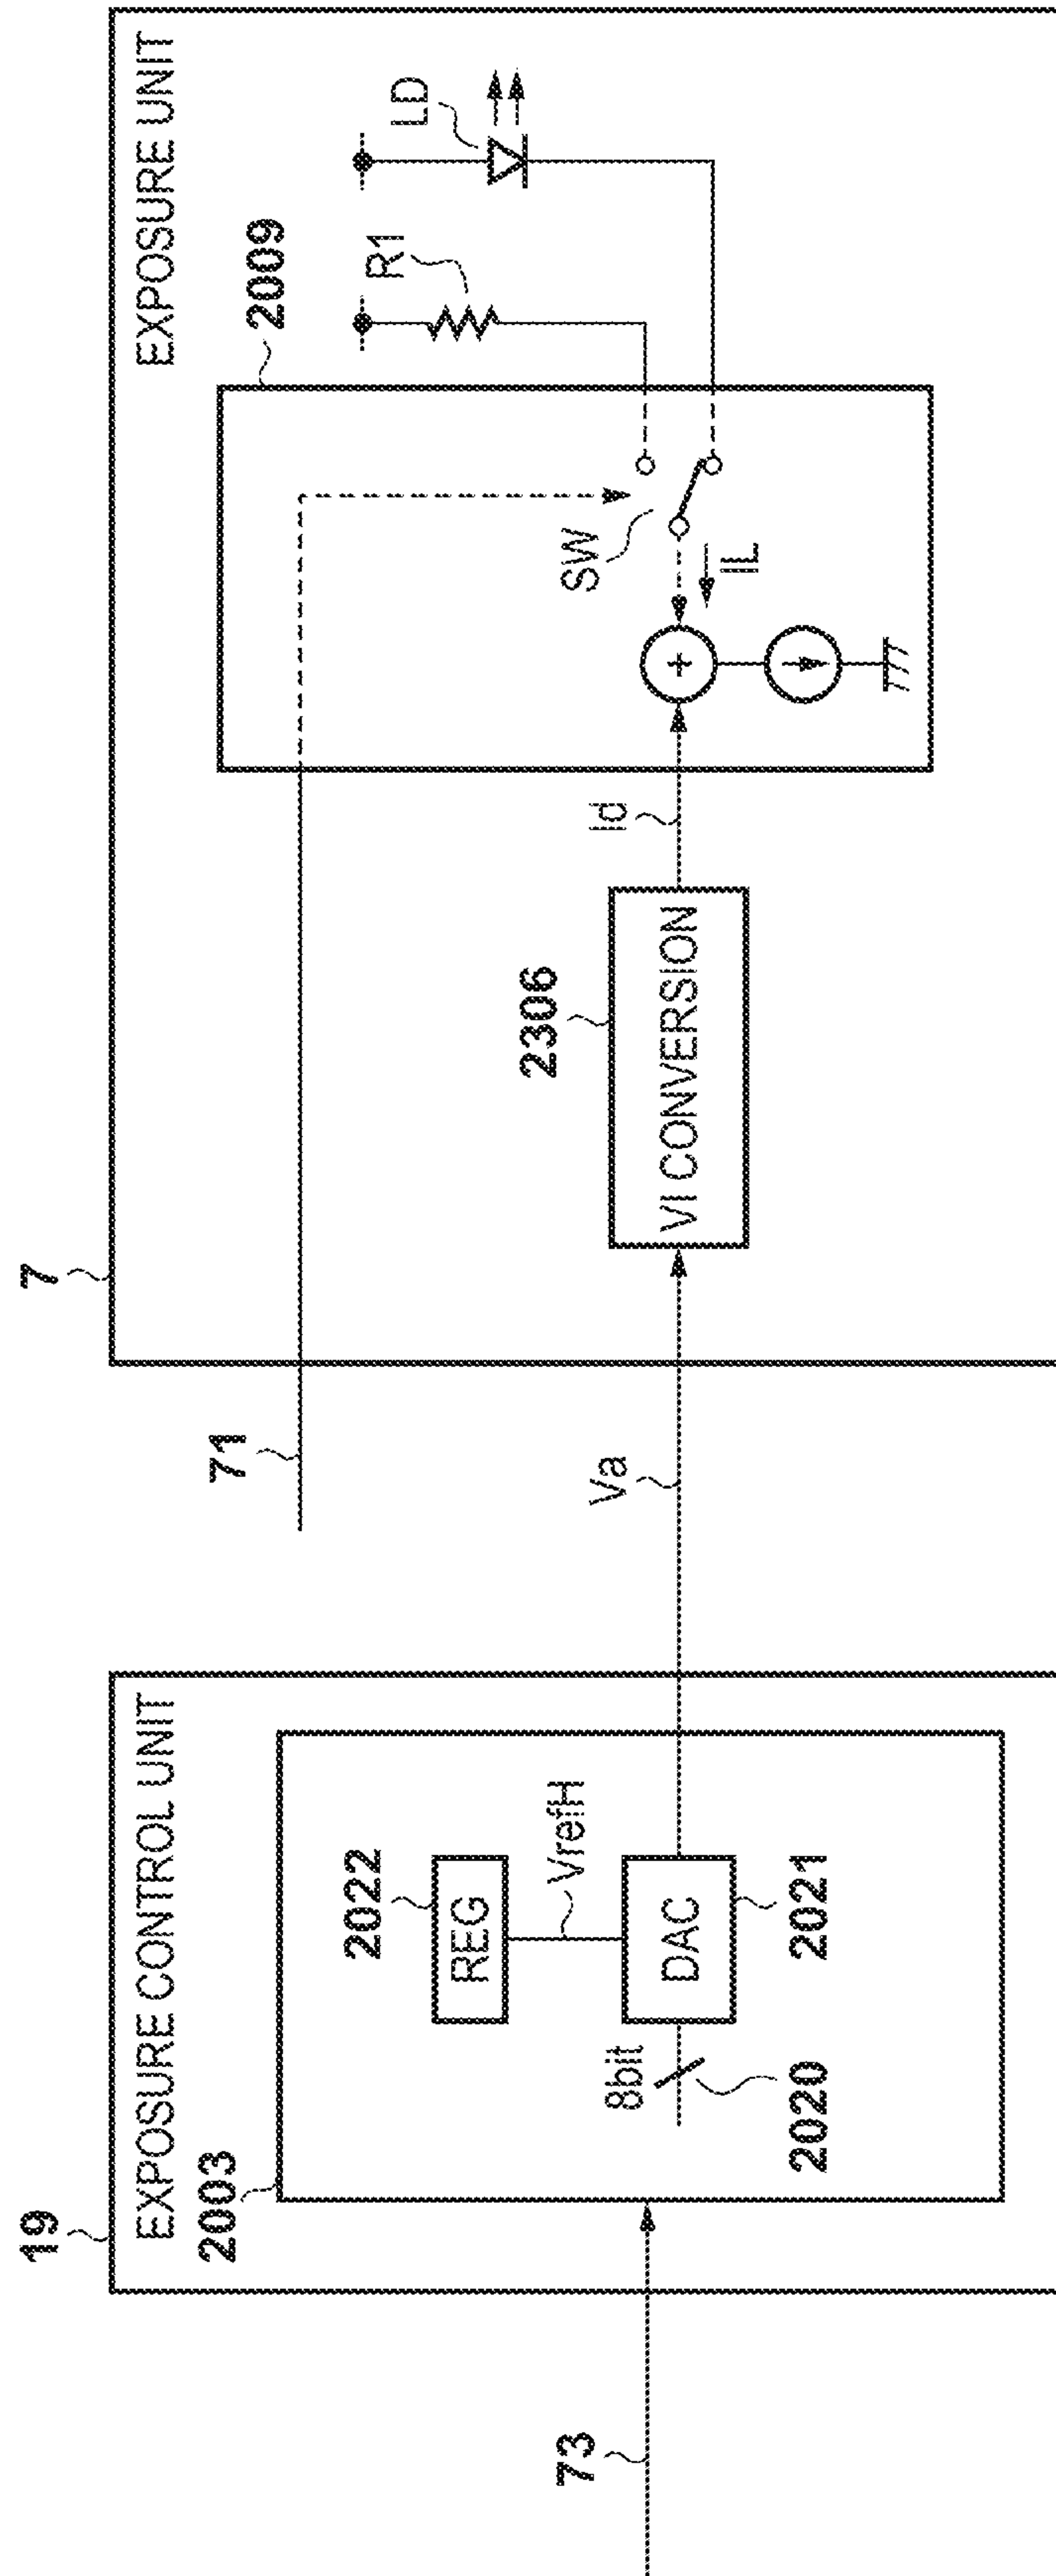 19
EXPOSURE CONTROL UNIT
2003
2022
REG
VrefH
8bit
DAC
2020
2021
73
71
Va
7
EXPOSURE UNIT
2306
VI CONVERSION
Id
2009
SW
IL
R1
LD